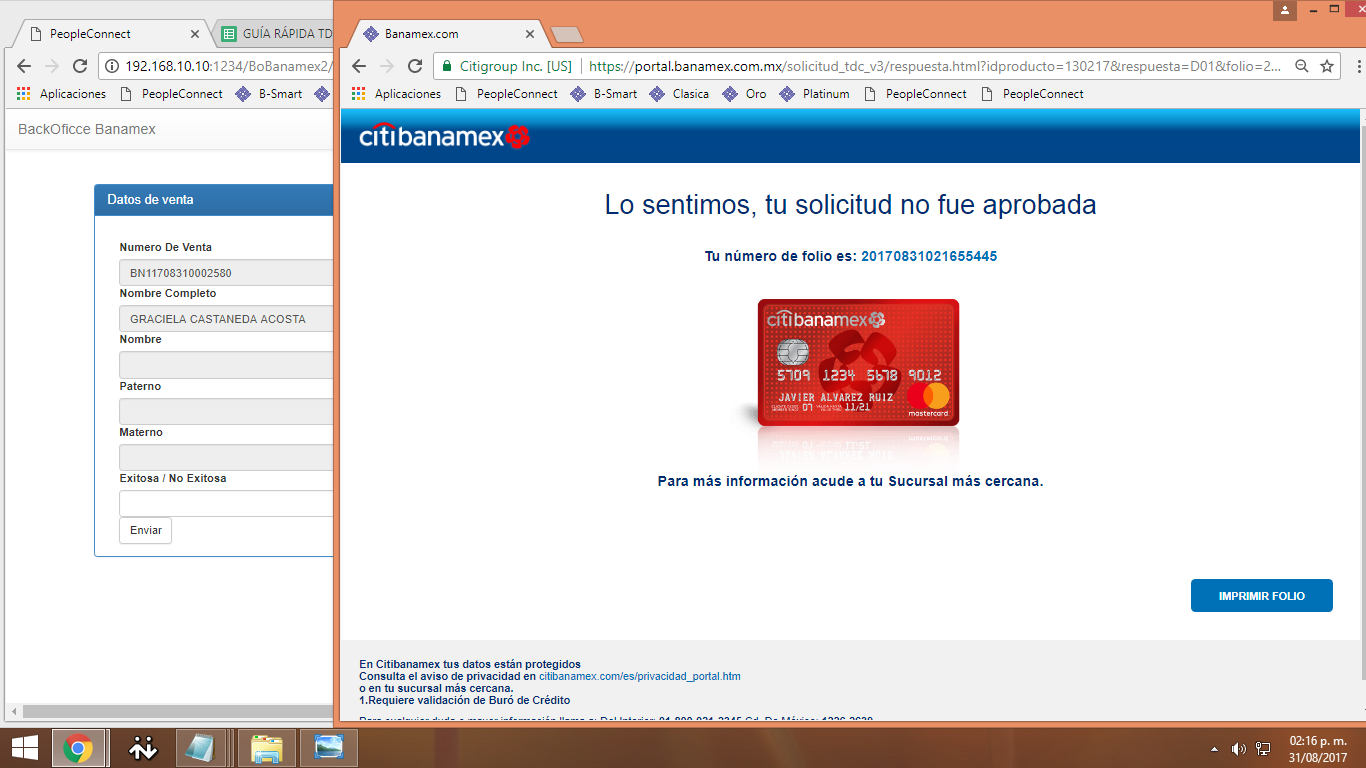 PeopleConnect
GUÍA RÁPIDA TD
192.168.10.10:1234/BoBanamex2/
Aplicaciones
PeopleConnect
B-Smart
BackOficce Banamex
Datos de venta
Numero De Venta
BN11708310002580
Nombre Completo
GRACIELA CASTANEDA ACOSTA
Nombre
Paterno
Materno
Exitosa / No Exitosa
Enviar
Banamex.com
Citigroup Inc. [US]
https://portal.banamex.com.mx/solicitud_tdc_v3/respuesta.html?idproducto=130217&respuesta=D01&folio=2...
Aplicaciones
PeopleConnect
B-Smart
Clasica
Oro
Platinum
PeopleConnect
PeopleConnect
citibanamex
Lo sentimos, tu solicitud no fue aprobada
Tu número de folio es: 20170831021655445
citibanamex
5709 1234 5678 9012
JAVIER ALVAREZ RUIZ
07 11/21
mastercard
Para más información acude a tu Sucursal más cercana.
IMPRIMIR FOLIO
En Citibanamex tus datos están protegidos
Consulta el aviso de privacidad en citibanamex.com/es/privacidad_portal.htm
o en tu sucursal más cercana.
1.Requiere validación de Buró de Crédito
02:16 p. m.
31/08/2017